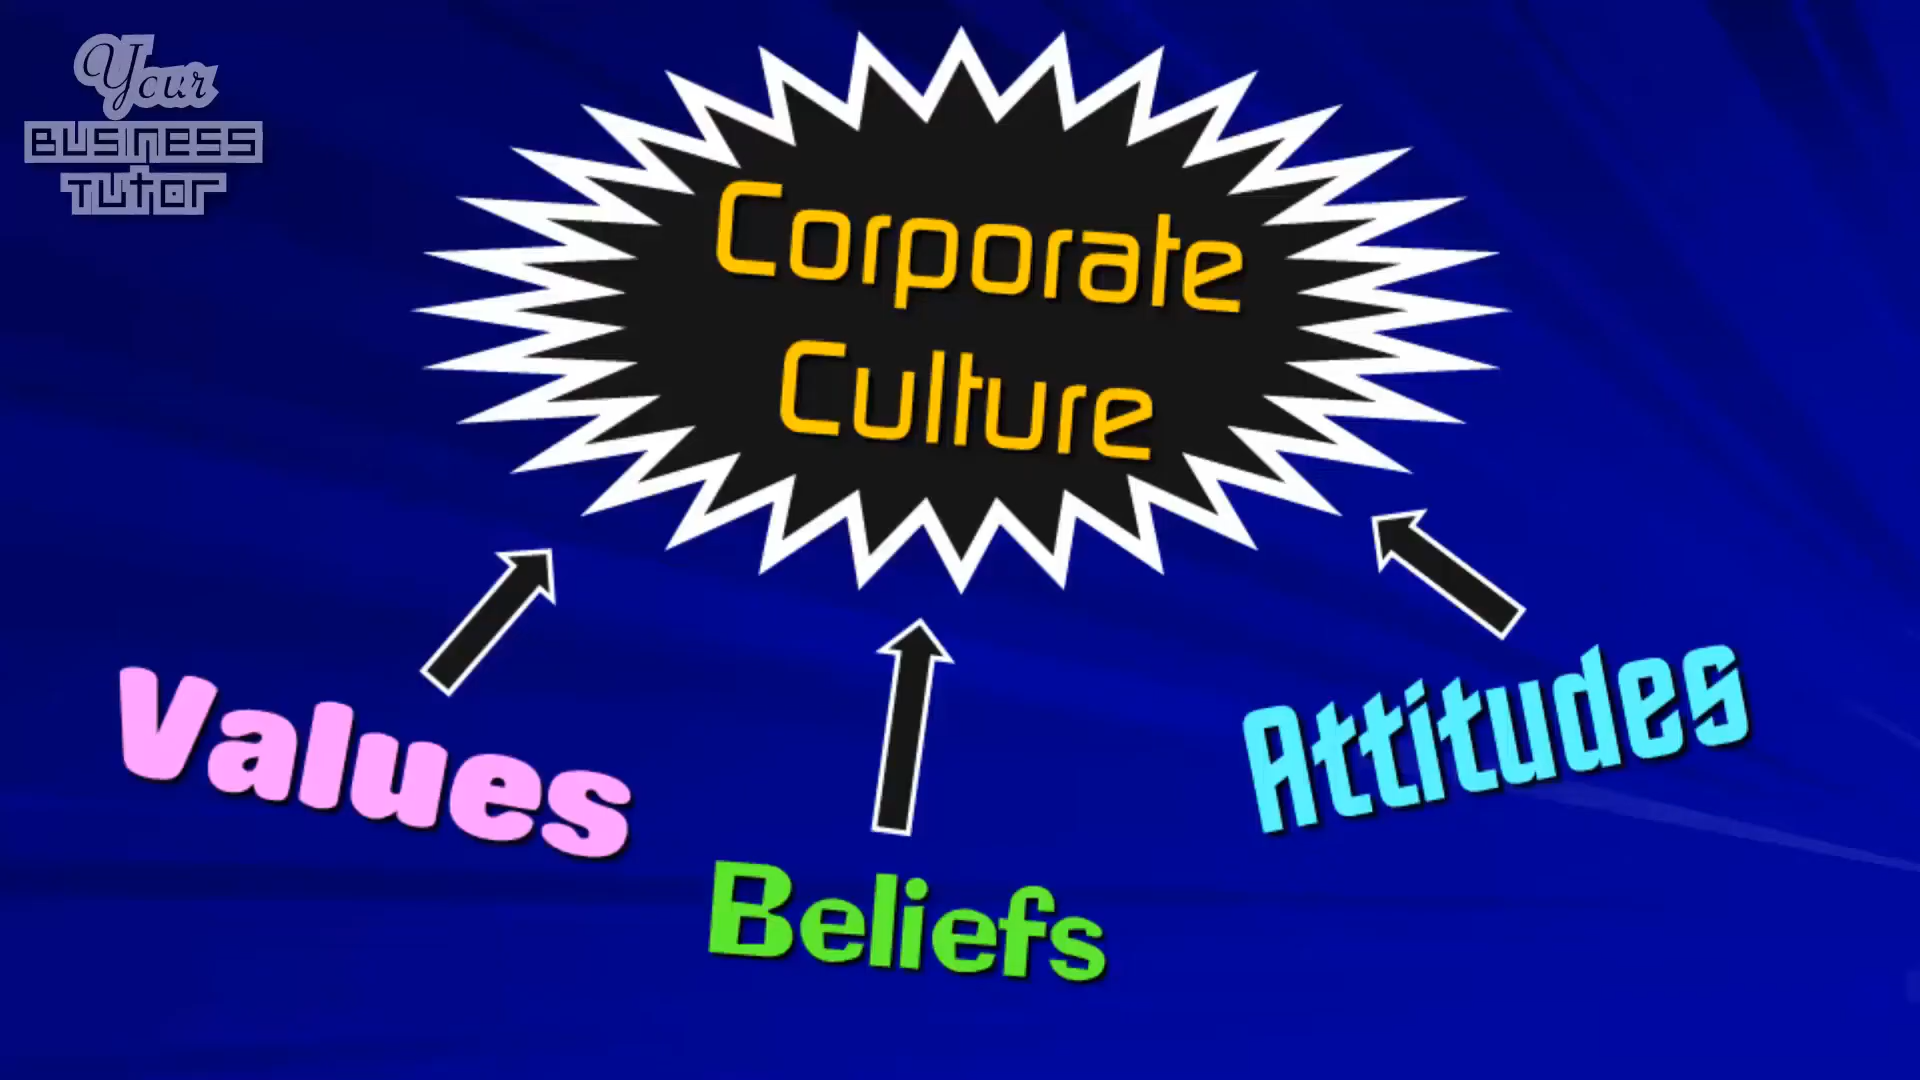 Your
BUSINESS
TUTOR
Corporate
Culture
Values
Beliefs
Attitudes